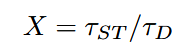 X = τ_{ST}/τ_D